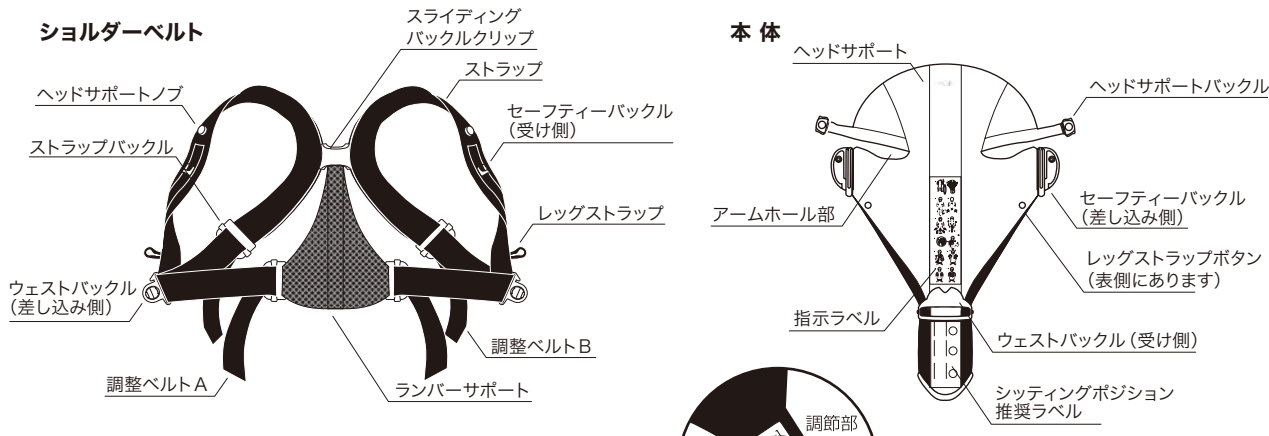 ショルダーベルト
スライディング
バックルクリップ
ストラップ
ヘッドサポートノブ
セーフティーバックル
（受け側）
ストラップバックル
レッグストラップ
ウェストバックル
（差し込み側）
調整ベルトB
調整ベルトA
ランバーサポート
本 体
ヘッドサポート
ヘッドサポートバックル
アームホール部
セーフティーバックル
（差し込み側）
レッグストラップボタン
（表側にあります）
指示ラベル
ウェストバックル（受け側）
シッティングポジション
推奨ラベル
調節部